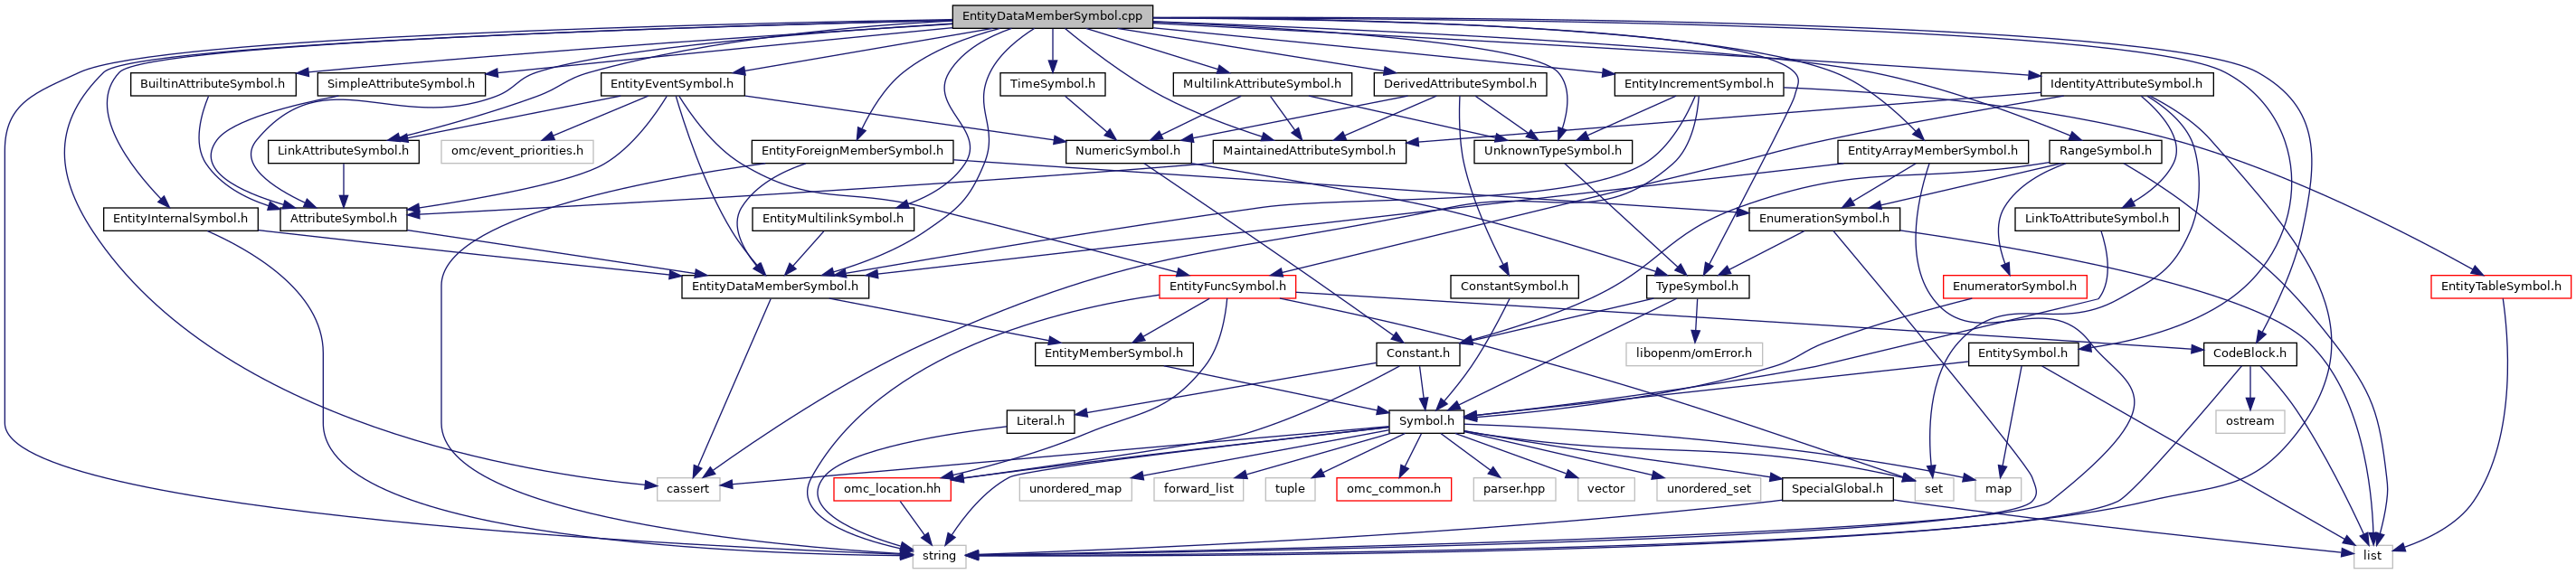 EntityDataMemberSymbol.cpp
BuiltinAttributeSymbol.h
SimpleAttributeSymbol.h
EntityEventSymbol.h
TimeSymbol.h
MultilinkAttributeSymbol.h
DerivedAttributeSymbol.h
EntityIncrementSymbol.h
IdentityAttributeSymbol.h
LinkAttributeSymbol.h
omc/event_priorities.h
EntityForeignMemberSymbol.h
NumericSymbol.h
MaintainedAttributeSymbol.h
UnknownTypeSymbol.h
EntityArrayMemberSymbol.h
RangeSymbol.h
EntityInternalSymbol.h
AttributeSymbol.h
EntityMultilinkSymbol.h
EnumerationSymbol.h
LinkToAttributeSymbol.h
EntityDataMemberSymbol.h
EntityFuncSymbol.h
ConstantSymbol.h
TypeSymbol.h
EnumeratorSymbol.h
EntityTableSymbol.h
EntityMemberSymbol.h
Constant.h
libopenm/omError.h
EntitySymbol.h
CodeBlock.h
Literal.h
Symbol.h
ostream
cassert
omc_location.hh
unordered_map
forward_list
tuple
omc_common.h
parser.hpp
vector
unordered_set
SpecialGlobal.h
set
map
string
list